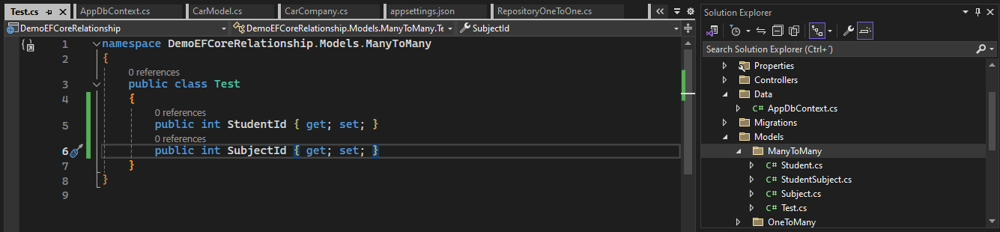 Test.cs
AppDbContext.cs
CarModel.cs
CarCompany.cs
appsettings.json
RepositoryOneToOne.cs
DemoEFCoreRelationship
DemoEFCoreRelationship.Models.ManyToMany.Te
SubjectId
1 namespace DemoEFCoreRelationship.Models.ManyToMany
2 {
0 references
3 public class Test
4 {
0 references
5 public int StudentId { get; set; }
0 references
6 public int SubjectId { get; set; }
7 }
8 }
9
Solution Explorer
Search Solution Explorer (Ctrl+´)
Properties
Controllers
Data
C# AppDbContext.cs
Migrations
Models
ManyToMany
C# Student.cs
C# StudentSubject.cs
C# Subject.cs
C# Test.cs
OneToMany